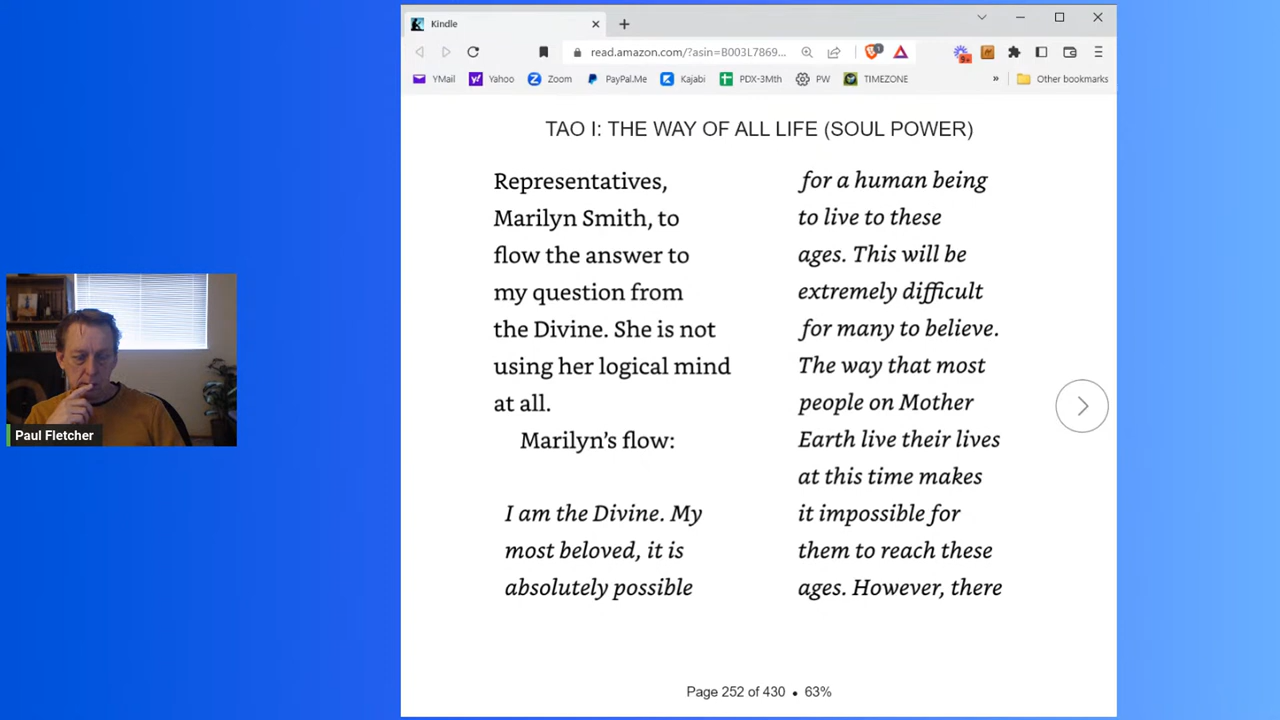 Kindle
read.amazon.com/?asin=B003L7869...
YMail
Yahoo
Zoom
PayPal.Me
Kajabi
PDX-3Mth
PW
TIMEZONE
»
Other bookmarks
TAO I: THE WAY OF ALL LIFE (SOUL POWER)
Representatives,
Marilyn Smith, to
flow the answer to
my question from
the Divine. She is not
using her logical mind
at all.
Marilyn’s flow:
I am the Divine. My
most beloved, it is
absolutely possible
for a human being
to live to these
ages. This will be
extremely difficult
for many to believe.
The way that most
people on Mother
Earth live their lives
at this time makes
it impossible for
them to reach these
ages. However, there
Page 252 of 430 • 63%
Paul Fletcher